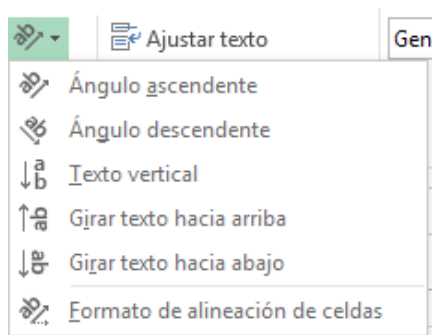 Ajustar texto
Gen
Ángulo ascendente
Ángulo descendente
Texto vertical
Girar texto hacia arriba
Girar texto hacia abajo
Formato de alineación de celdas